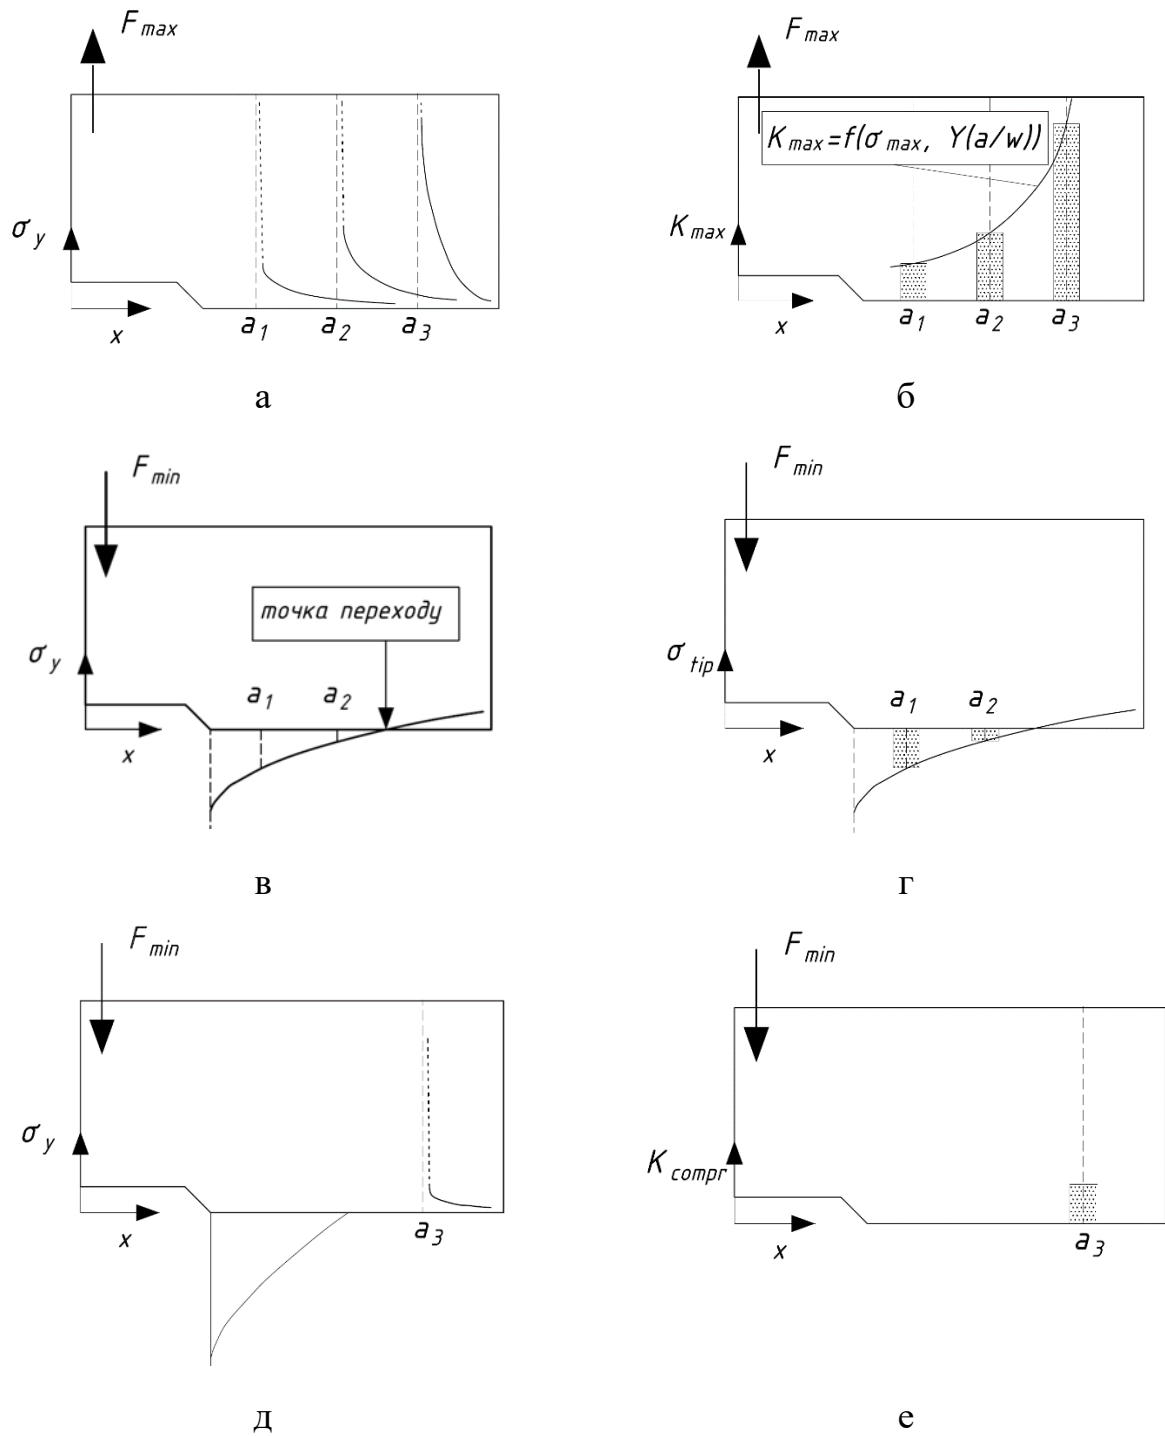 F max
σ y
x
a 1 a 2 a 3
а
F max
K max =f(σ max, Y(a/w))
K max
x
a 1 a 2 a 3
б
F min
точка переходу
σ y
a 1 a 2
x
в
F min
σ tip
a 1 a 2
x
г
F min
σ y
x
a 3
д
F min
K compr
x
a 3
е